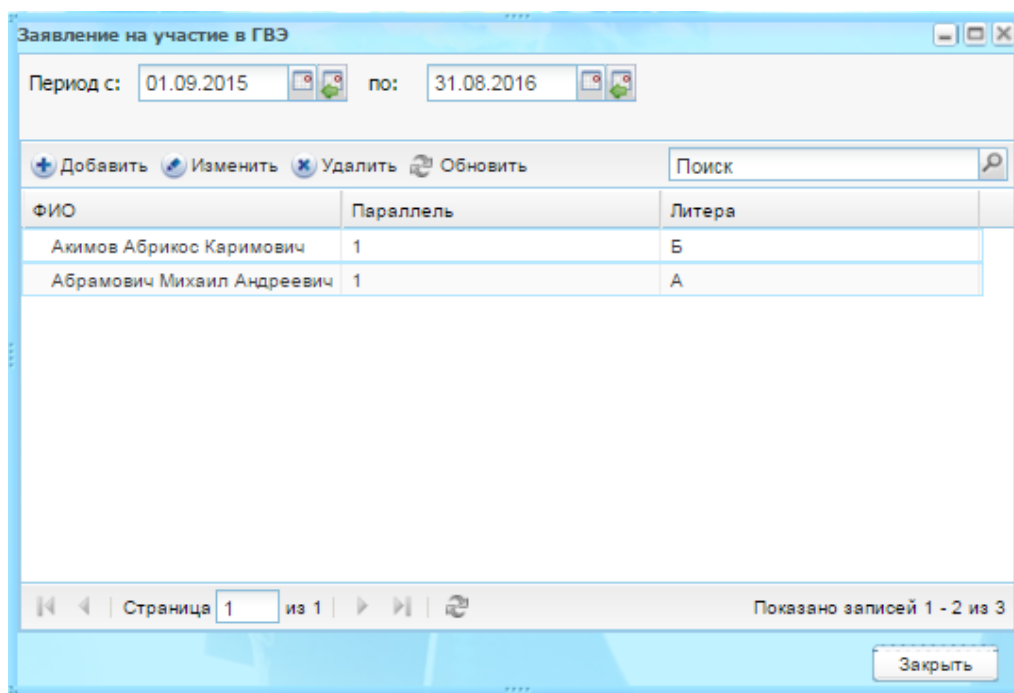 Заявление на участие в ГВЭ
Период с: 01.09.2015 по: 31.08.2016
Добавить Изменить Удалить Обновить Поиск
ФИО Параллель Литера
Акимов Абрикос Каримович 1 Б
Абрамович Михаил Андреевич 1 А
Страница 1 из 1 Показано записей 1 - 2 из 3
Закрыть